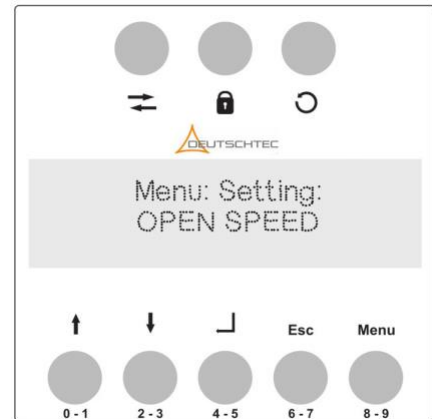 DEUTSCHTEC
Menu: Setting:
OPEN SPEED
Esc Menu
0 - 1 2 - 3 4 - 5 6 - 7 8 - 9